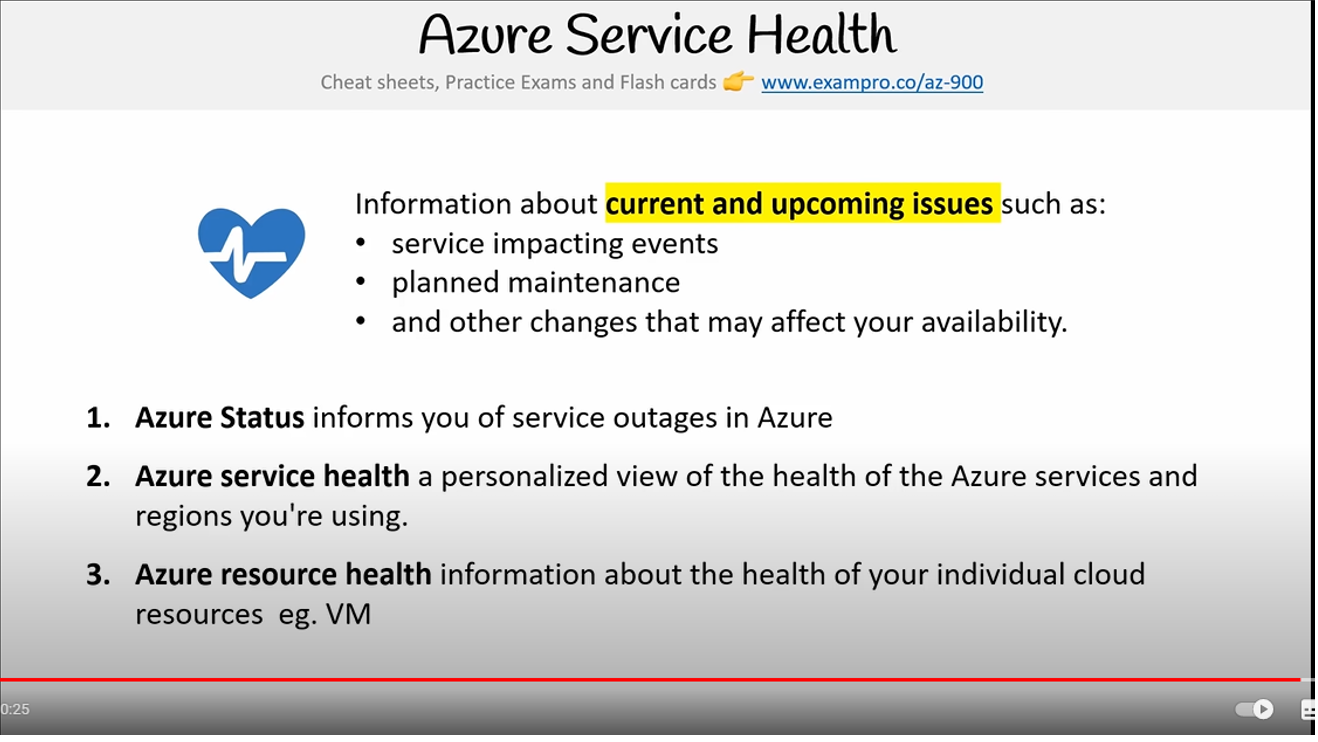 Azure Service Health
Cheat sheets, Practice Exams and Flash cards 👉 www.exampro.co/az-900
Information about current and upcoming issues such as:
• service impacting events
• planned maintenance
• and other changes that may affect your availability.
1. Azure Status informs you of service outages in Azure
2. Azure service health a personalized view of the health of the Azure services and
regions you're using.
3. Azure resource health information about the health of your individual cloud
resources eg. VM
0:25